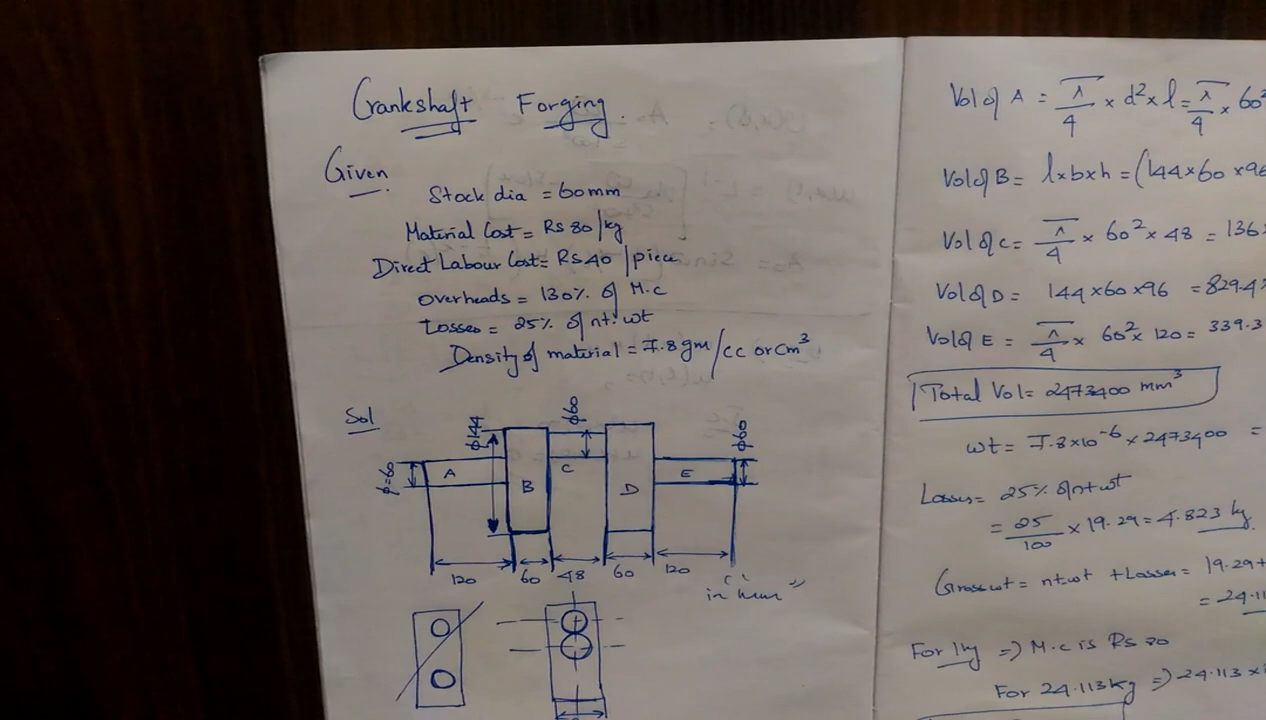 Crankshaft Forging.
Given
Stock dia = 60mm
Material Cost = Rs 80/kg
Direct Labour Cost = Rs 40 /piece
overheads = 130% of M.c
Losses = 25% of nt. wt
Density of material = 7.8gm/cc or cm³
Sol
φ=60
φ144
φ60
φ60
A
B
C
D
E
120
60
48
60
120
Vol of A = π/4 × d² × l = π/4 × 60²
Vol of B = l×b×h = (144×60×96
Vol of C = π/4 × 60² × 48 = 136
Vol of D = 144×60×96 = 829.4
Vol of E = π/4 × 60² × 120 = 339.3
Total Vol = 2473400 mm³
wt = 7.8×10⁻⁶ × 2473400 =
Losses = 25% of nt wt
= 25/100 × 19.29 = 4.823 kg
Gross wt = nt wt + Losses = 19.29+
= 24.11
For 1kg => M.c is Rs 80
For 24.113kg => 24.113 ×